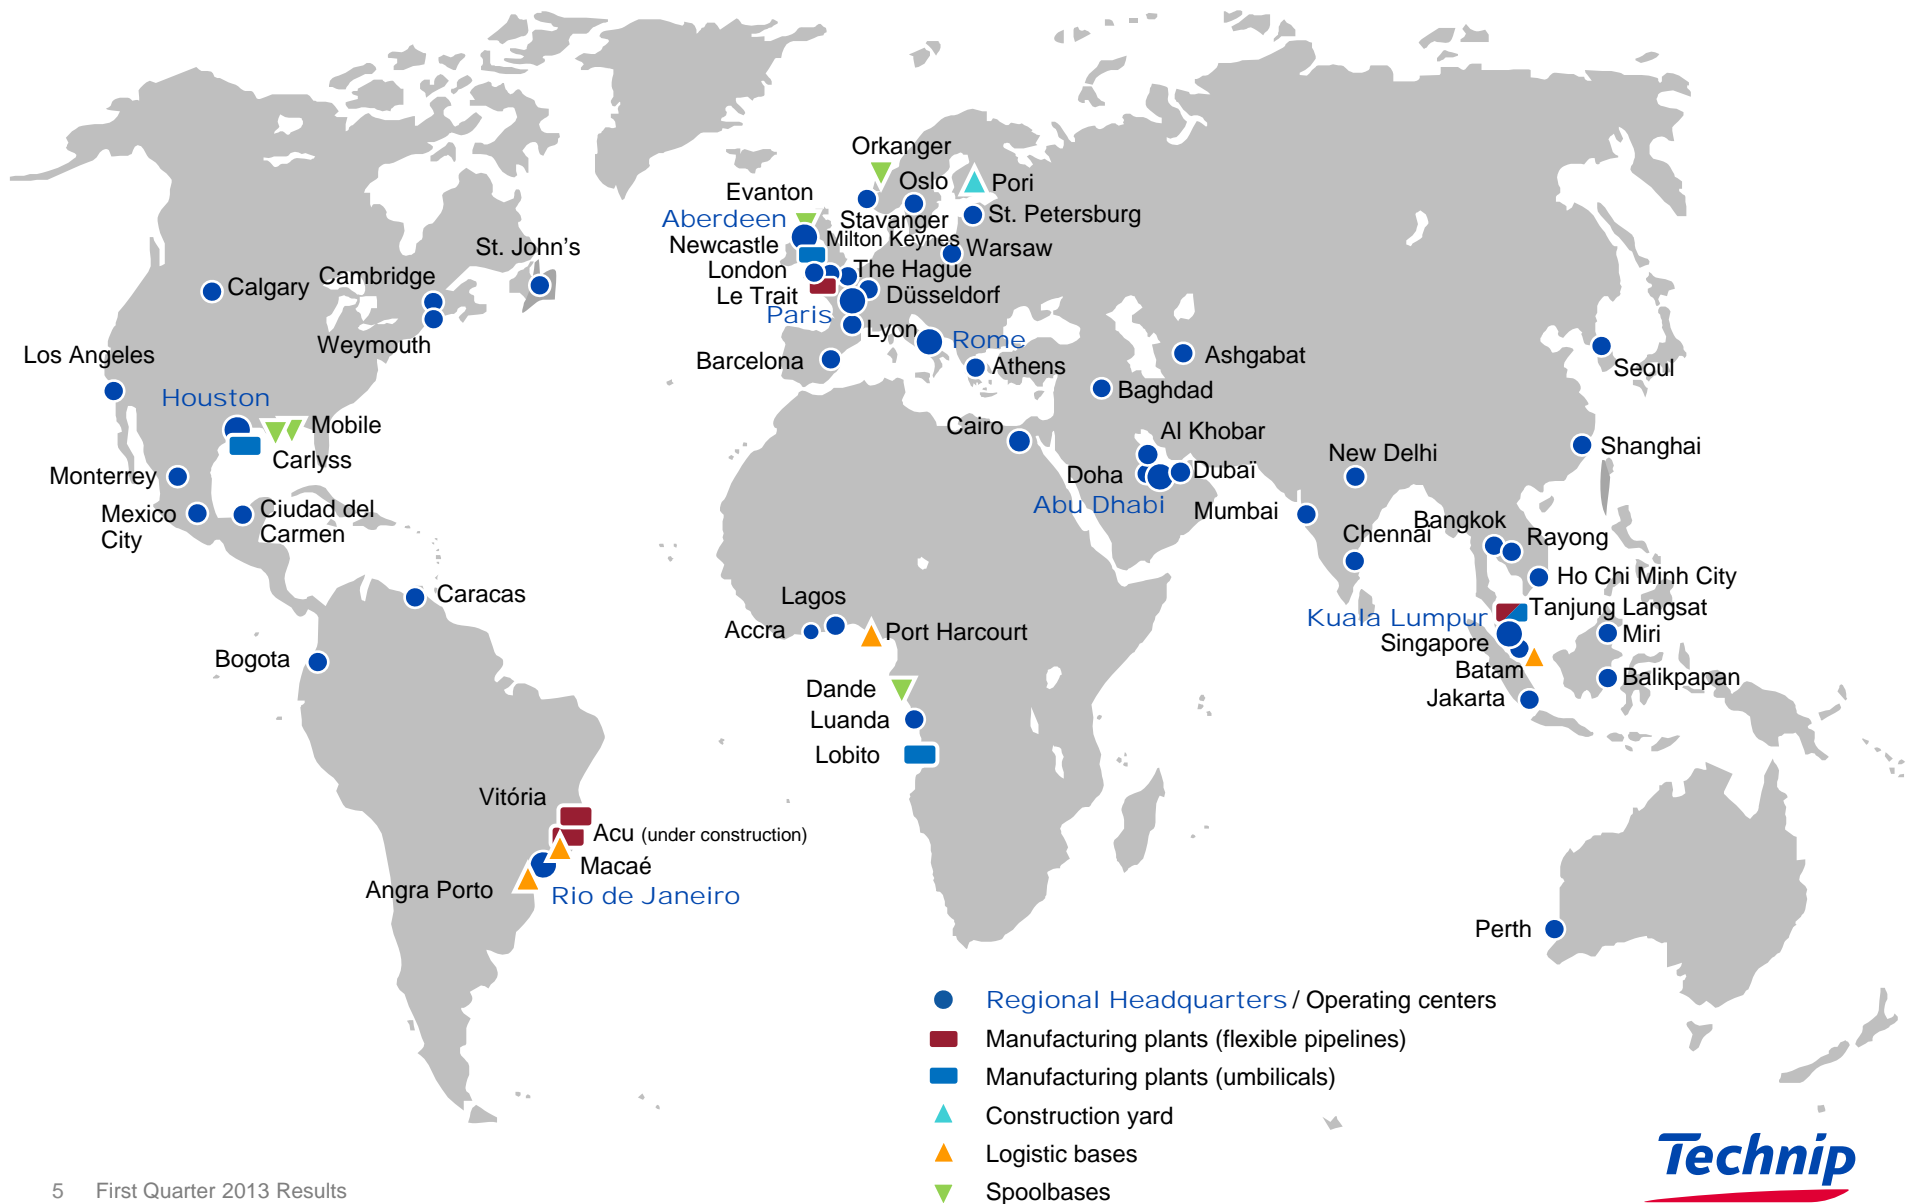 Orkanger
Evanton
Oslo
Pori
Aberdeen
Stavanger
St. Petersburg
Newcastle
Milton Keynes
Warsaw
St. John’s
London
The Hague
Calgary
Cambridge
Le Trait
Düsseldorf
Paris
Lyon
Rome
Weymouth
Los Angeles
Barcelona
Athens
Ashgabat
Seoul
Houston
Baghdad
Mobile
Cairo
Al Khobar
Shanghai
Carlyss
New Delhi
Monterrey
Doha
Dubaï
Abu Dhabi
Mumbai
Mexico
City
Ciudad del
Carmen
Bangkok
Chennai
Rayong
Ho Chi Minh City
Caracas
Lagos
Tanjung Langsat
Kuala Lumpur
Accra
Port Harcourt
Miri
Singapore
Bogota
Batam
Balikpapan
Dande
Jakarta
Luanda
Lobito
Vitória
Acu (under construction)
Macaé
Angra Porto
Rio de Janeiro
Perth
Regional Headquarters / Operating centers
Manufacturing plants (flexible pipelines)
Manufacturing plants (umbilicals)
Construction yard
Logistic bases
Spoolbases
Technip
5 First Quarter 2013 Results